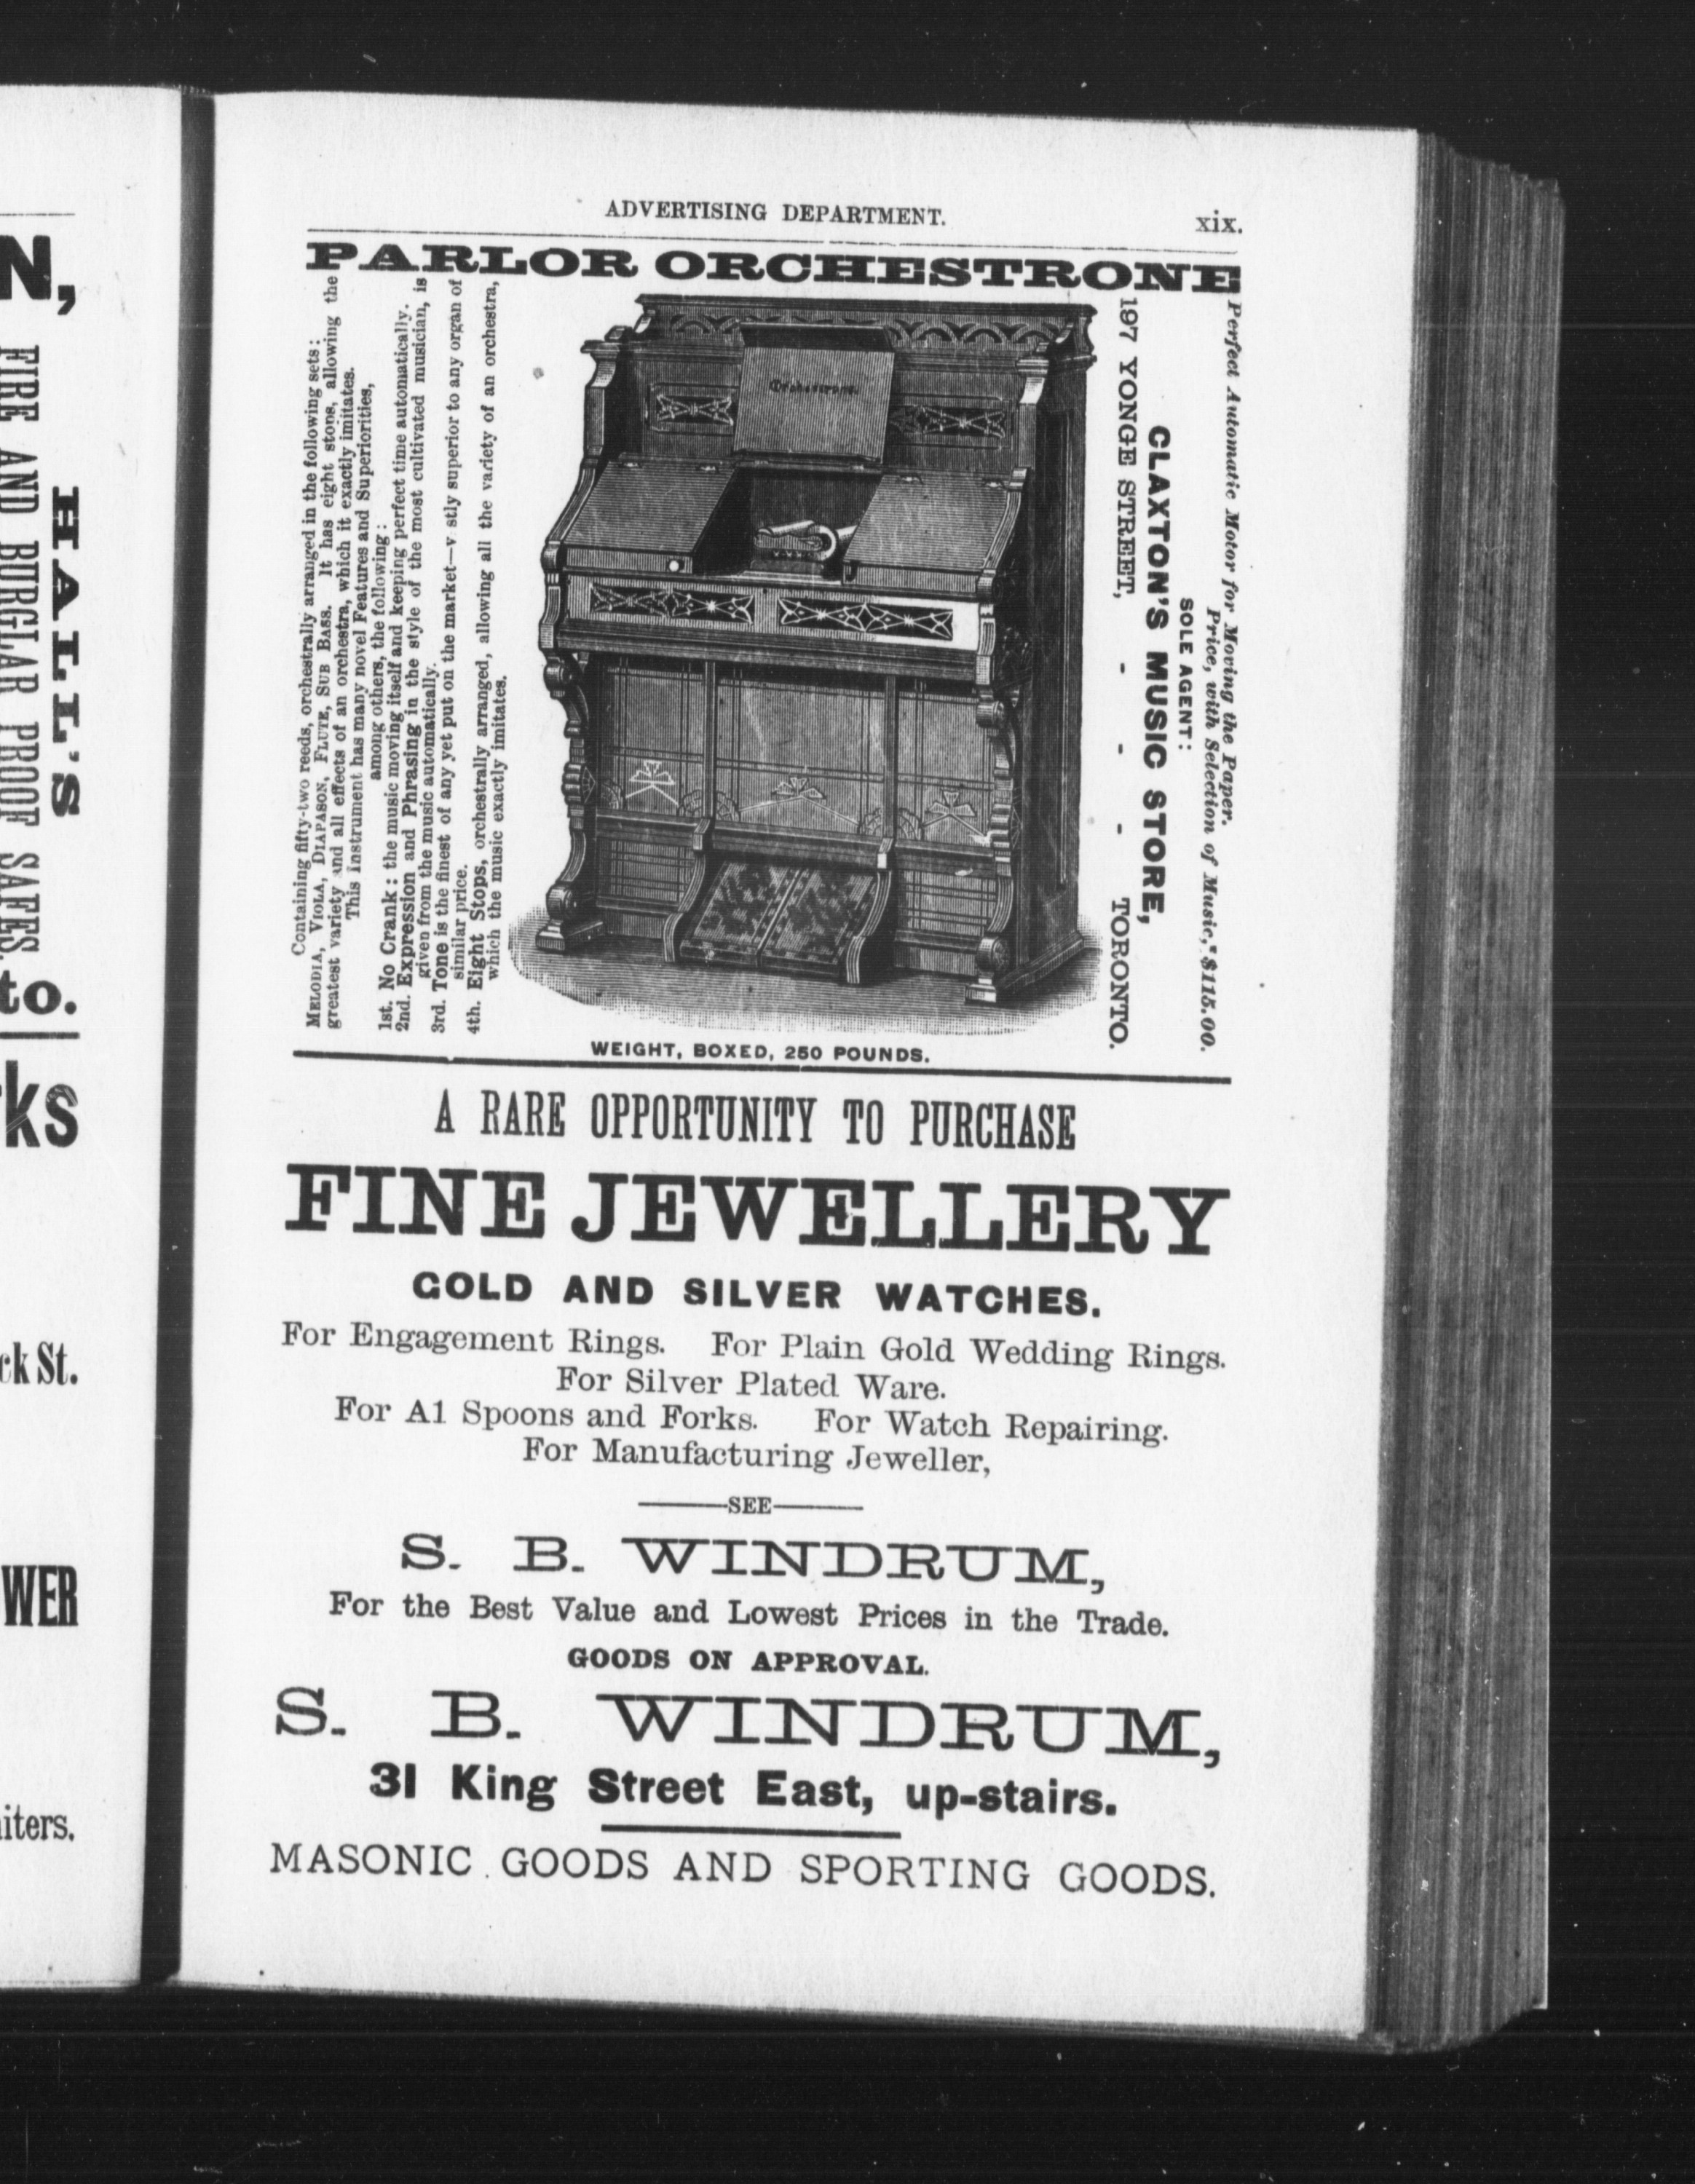 N,
FIRE AND BURGLAR PROOF SAFES.
HALL'S
to.
ks
ck St.
WER
iters.
ADVERTISING DEPARTMENT. xix.
PARLOR ORCHESTRONE
Containing fifty-two reeds, orchestrally arranged in the following sets:
MELODIA, VIOLA, DIAPASON, FLUTE, SUB BASS. It has eight stops, allowing the
greatest variety and all effects of an orchestra, which it exactly imitates.
This Instrument has many novel Features and Superiorities,
among others, the following:
1st. No Crank: the music moving itself and keeping perfect time automatically.
2nd. Expression and Phrasing in the style of the most cultivated musician, is
given from the music automatically.
3rd. Tone is the finest of any yet put on the market—v stly superior to any organ of
similar price.
4th. Eight Stops, orchestrally arranged, allowing all the variety of an orchestra,
which the music exactly imitates.
Orchestrone.
Perfect Automatic Motor for Moving the Paper.
Price, with Selection of Music, $115.00.
SOLE AGENT:
CLAXTON'S MUSIC STORE,
197 YONGE STREET, - - - TORONTO.
WEIGHT, BOXED, 250 POUNDS.
A RARE OPPORTUNITY TO PURCHASE
FINE JEWELLERY
GOLD AND SILVER WATCHES.
For Engagement Rings. For Plain Gold Wedding Rings.
For Silver Plated Ware.
For A1 Spoons and Forks. For Watch Repairing.
For Manufacturing Jeweller,
—SEE—
S. B. WINDRUM,
For the Best Value and Lowest Prices in the Trade.
GOODS ON APPROVAL.
S. B. WINDRUM,
31 King Street East, up-stairs.
MASONIC GOODS AND SPORTING GOODS.